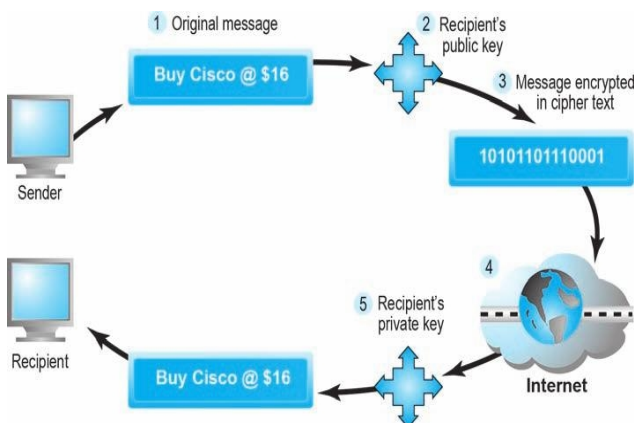 1 Original message
Buy Cisco @ $16
2 Recipient's
public key
3 Message encrypted
in cipher text
10101101110001
Sender
4
Internet
5 Recipient's
private key
Buy Cisco @ $16
Recipient